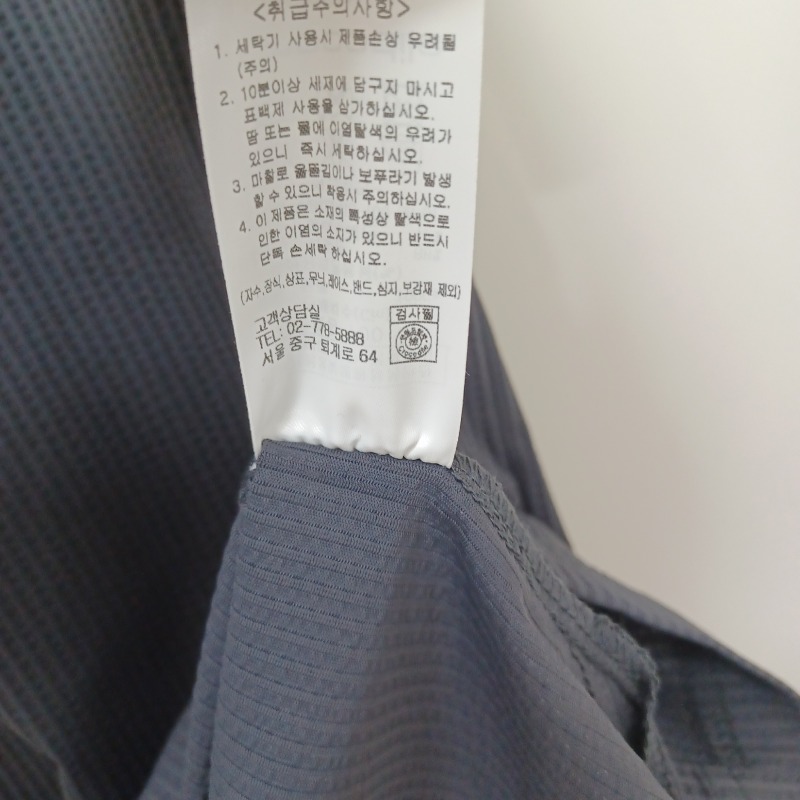 <취급주의사항>
1. 세탁기 사용시 제품손상 우려됨
(주의)
2. 10분이상 세재에 담구지 마시고
표백제 사용을 삼가하십시오.
땀 또는 물에 이염탈색의 우려가
있으니 즉시 세탁하십시오.
3. 마찰로 올뜯김이나 보푸라기 발생
할 수 있으니 착용시 주의하십시오.
4. 이 제품은 소재의 특성상 탈색으로
인한 이염의 소지가 있으니 반드시
단독 손세탁 하십시오.
(자수,장식,상표,무늬,레이스,밴드,심지,보강재 제외)
고객상담실
TEL: 02-778-5888
서울 중구 퇴계로 64
검사필
Crocodile